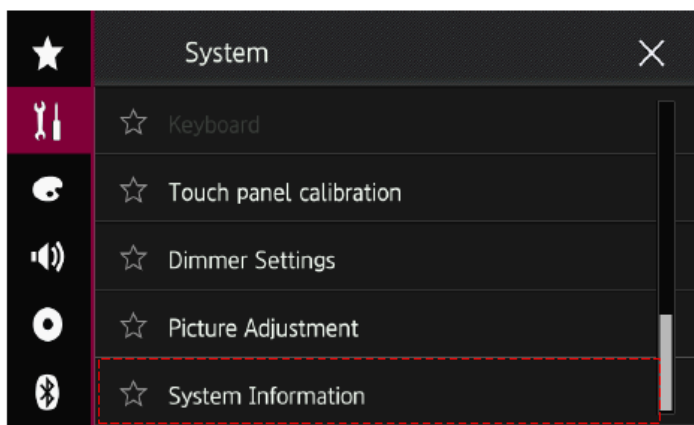 System
Keyboard
Touch panel calibration
Dimmer Settings
Picture Adjustment
System Information